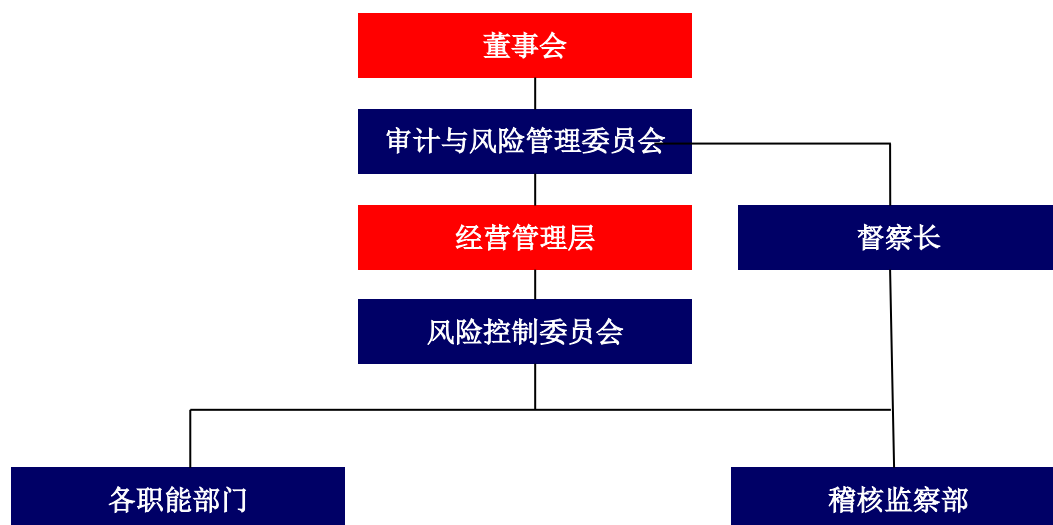 董事会
审计与风险管理委员会
经营管理层
督察长
风险控制委员会
各职能部门
稽核监察部